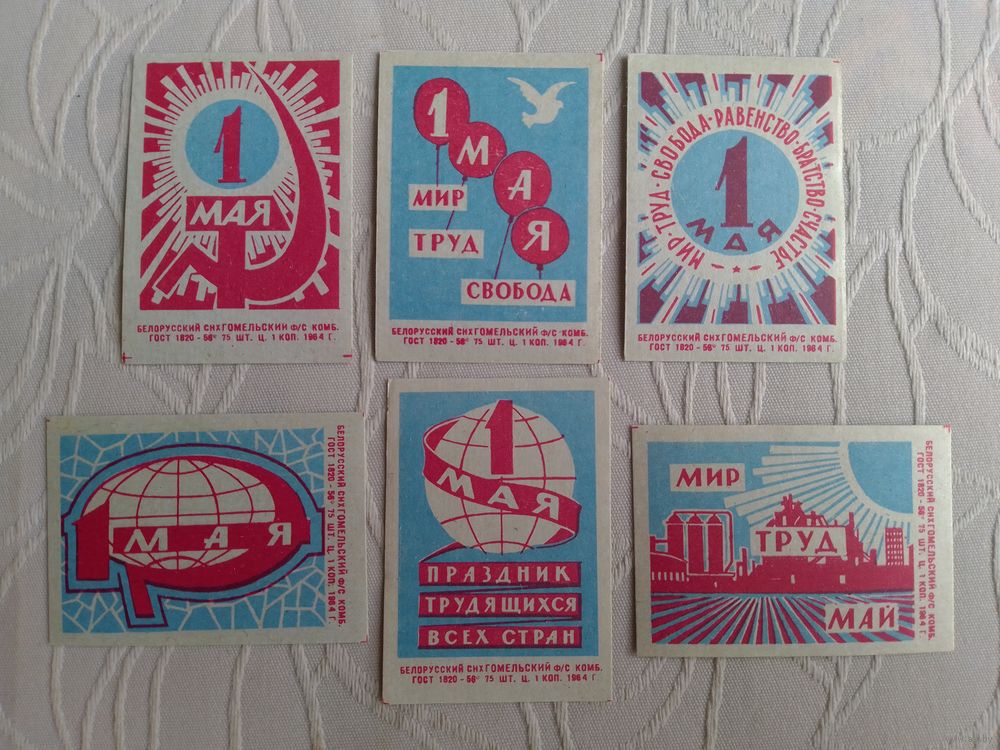 1
МАЯ
БЕЛОРУССКИЙ СНХ ГОМЕЛЬСКИЙ Ф/С КОМБ.
ГОСТ 1820 - 56 75 ШТ. Ц. 1 КОП. 1964 Г.
1 М А Я
МИР
ТРУД
СВОБОДА
БЕЛОРУССКИЙ СНХ ГОМЕЛЬСКИЙ Ф/С КОМБ.
ГОСТ 1820 - 56 75 ШТ. Ц. 1 КОП. 1964 Г.
МИР · ТРУД · СВОБОДА · РАВЕНСТВО · БРАТСТВО · СЧАСТЬЕ
1
МАЯ
БЕЛОРУССКИЙ СНХ ГОМЕЛЬСКИЙ Ф/С КОМБ.
ГОСТ 1820 - 56 75 ШТ. Ц. 1 КОП. 1964 Г.
1 МАЯ
БЕЛОРУССКИЙ СНХ ГОМЕЛЬСКИЙ Ф/С КОМБ.
ГОСТ 1820 - 56 75 ШТ. Ц. 1 КОП. 1964 Г.
1
МАЯ
ПРАЗДНИК
ТРУДЯЩИХСЯ
ВСЕХ СТРАН
БЕЛОРУССКИЙ СНХ ГОМЕЛЬСКИЙ Ф/С КОМБ.
ГОСТ 1820 - 56 75 ШТ. Ц. 1 КОП. 1964 Г
МИР
ТРУД
МАЙ
БЕЛОРУССКИЙ СНХ ГОМЕЛЬСКИЙ Ф/С КОМБ.
ГОСТ 1820 - 56 75 ШТ. Ц. 1 КОП. 1964 Г.